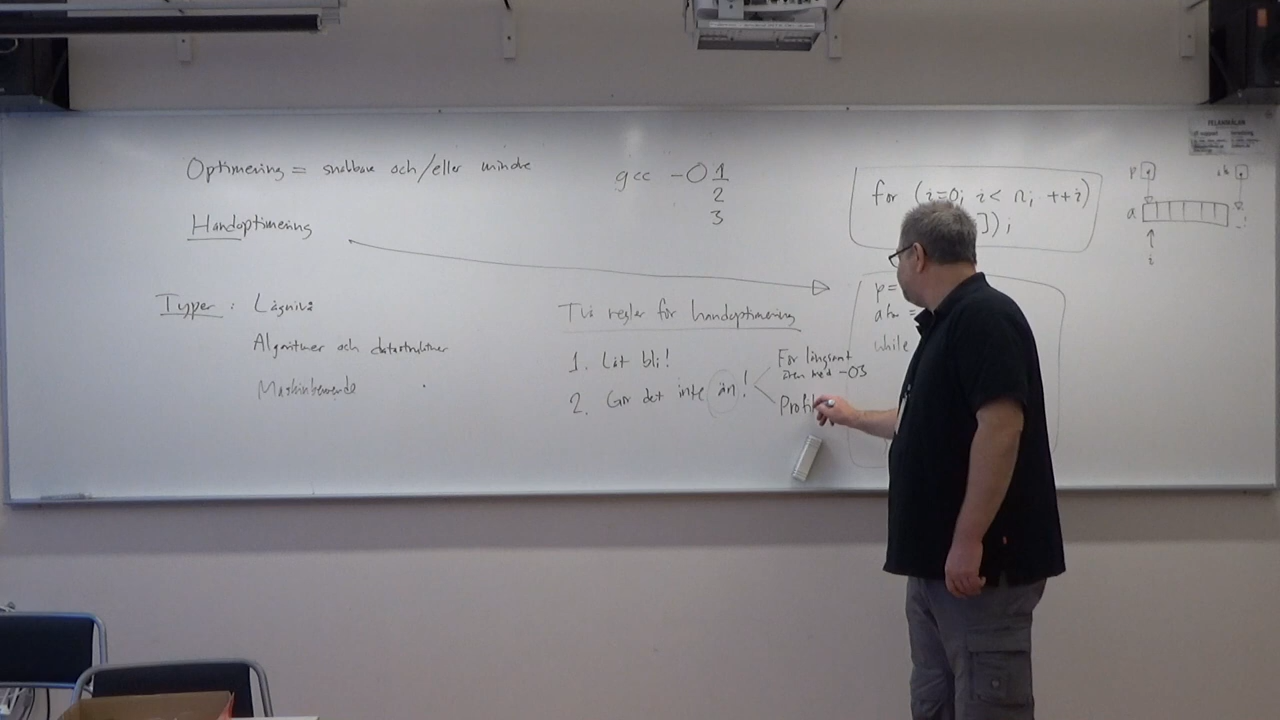 Optimering = snabbare och/eller mindre
Handoptimering
Typer: Lågnivå
Algoritmer och datastrukturer
Maskinberoende
gcc -O1
2
3
Två regler för handoptimering
1. Låt bli!
2. Gör det inte än!
För långsamt
även med -O3
Profi
for (i=0; i< n; ++i)
]);
p=
while
FELANMÄLAN
p
a
i